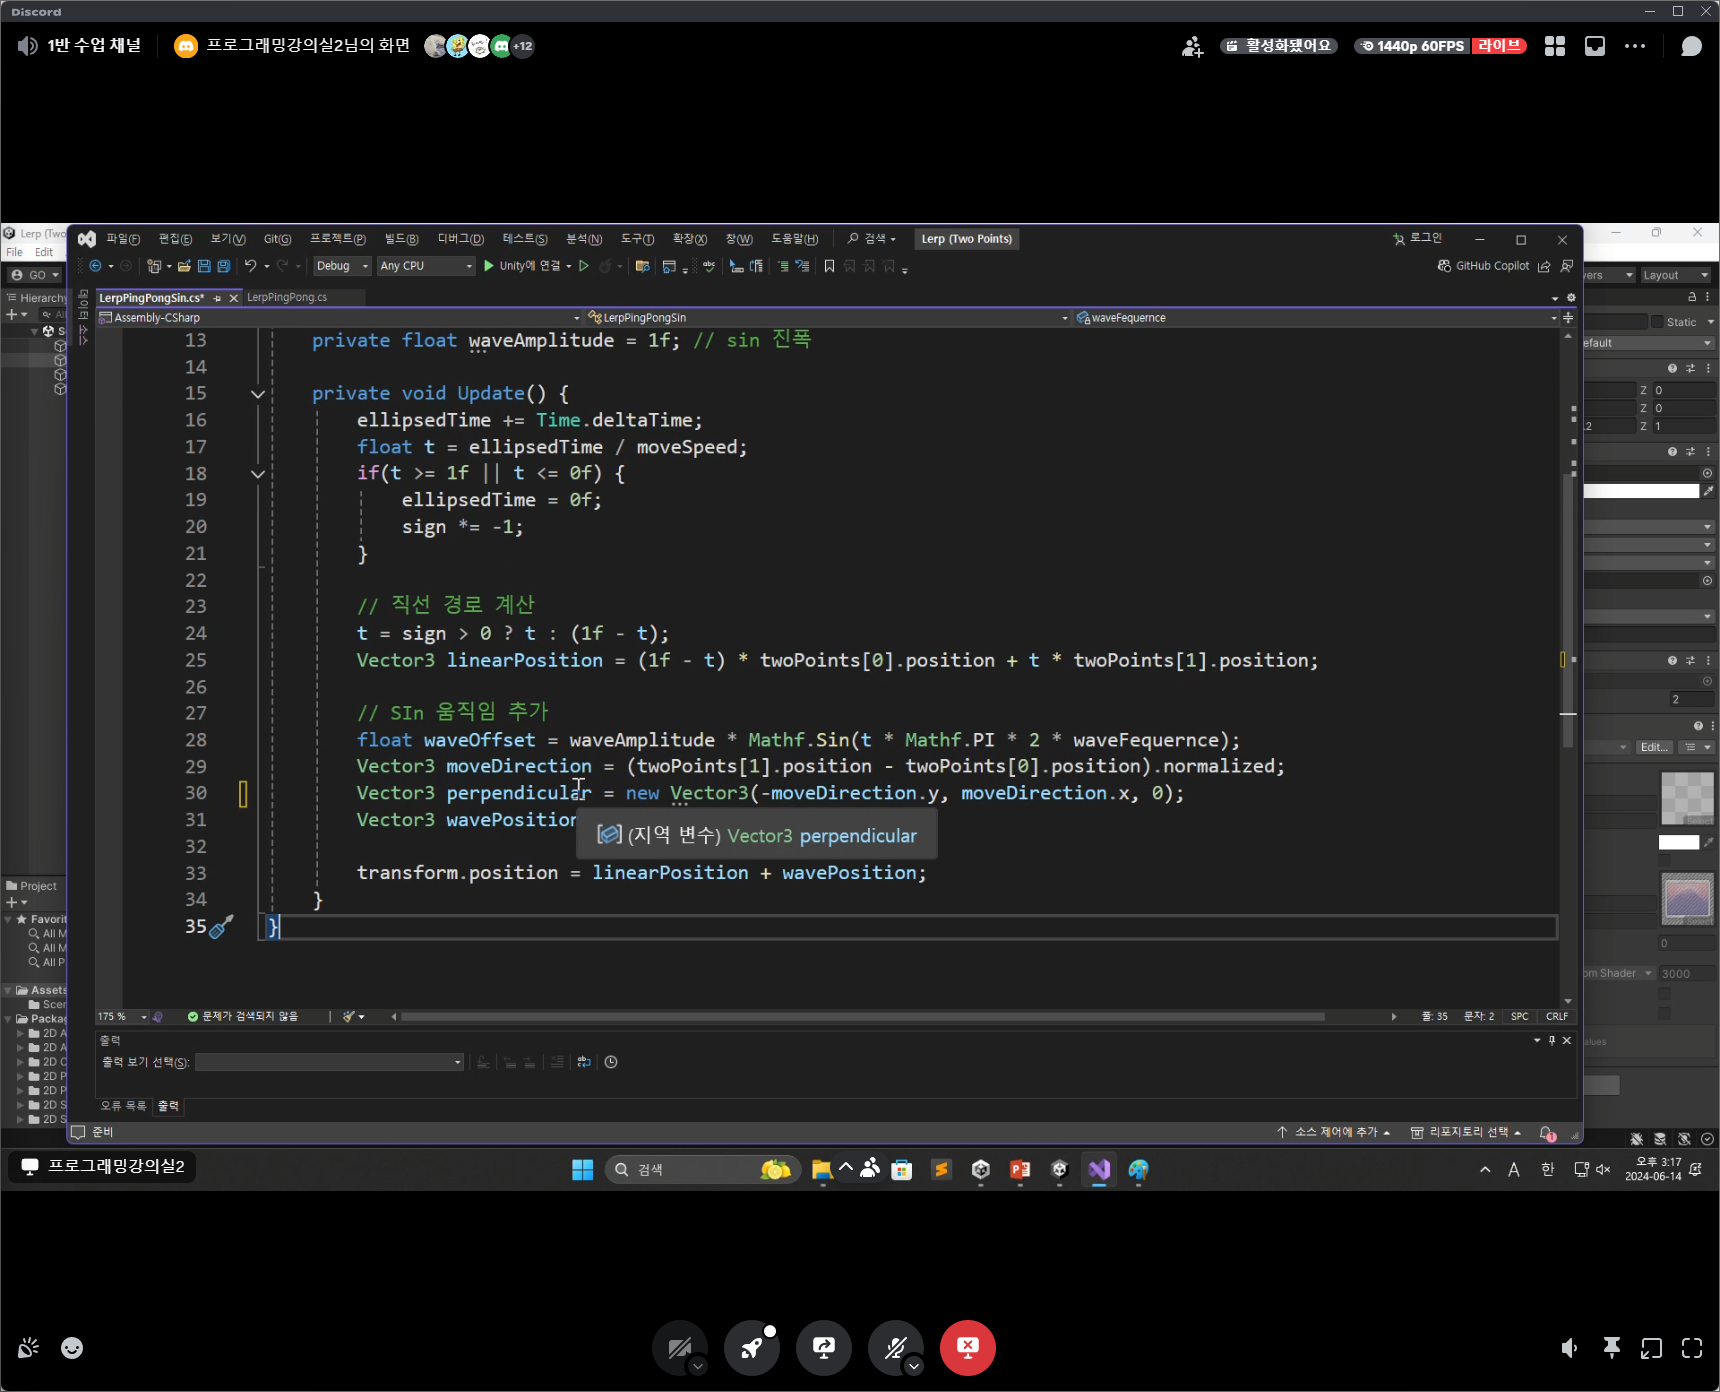 Discord
1반 수업 채널
프로그래밍강의실2님의 화면
+12
활성화됐어요
1440p 60FPS 라이브
Lerp (Two
File Edit
GO
Hierarchy
파일(F) 편집(E) 보기(V) Git(G) 프로젝트(P) 빌드(B) 디버그(D) 테스트(S) 분석(N) 도구(T) 확장(X) 창(W) 도움말(H) 검색 Lerp (Two Points) 로그인
Debug Any CPU Unity에 연결 GitHub Copilot
LerpPingPongSin.cs* LerpPingPong.cs
Assembly-CSharp LerpPingPongSin waveFequernce
13 private float waveAmplitude = 1f; // sin 진폭
14
15 private void Update() {
16 ellipsedTime += Time.deltaTime;
17 float t = ellipsedTime / moveSpeed;
18 if(t >= 1f || t <= 0f) {
19 ellipsedTime = 0f;
20 sign *= -1;
21 }
22
23 // 직선 경로 계산
24 t = sign > 0 ? t : (1f - t);
25 Vector3 linearPosition = (1f - t) * twoPoints[0].position + t * twoPoints[1].position;
26
27 // SIn 움직임 추가
28 float waveOffset = waveAmplitude * Mathf.Sin(t * Mathf.PI * 2 * waveFequernce);
29 Vector3 moveDirection = (twoPoints[1].position - twoPoints[0].position).normalized;
30 Vector3 perpendicular = new Vector3(-moveDirection.y, moveDirection.x, 0);
31 Vector3 wavePosition
(지역 변수) Vector3 perpendicular
32
33 transform.position = linearPosition + wavePosition;
34 }
35 }
175 % 문제가 검색되지 않음 줄: 35 문자: 2 SPC CRLF
출력
출력 보기 선택(S):
오류 목록 출력
준비 소스 제어에 추가 리포지토리 선택 1
Layout
Static
efault
Z 0
Z 0
.2 Z 1
2
Edit...
Select
Select
0
om Shader 3000
alues
Project
Favorit
All M
All M
All P
Assets
Scen
Packag
2D A
2D A
2D C
2D P
2D P
2D S
2D S
프로그래밍강의실2
검색
A 한
오후 3:17
2024-06-14